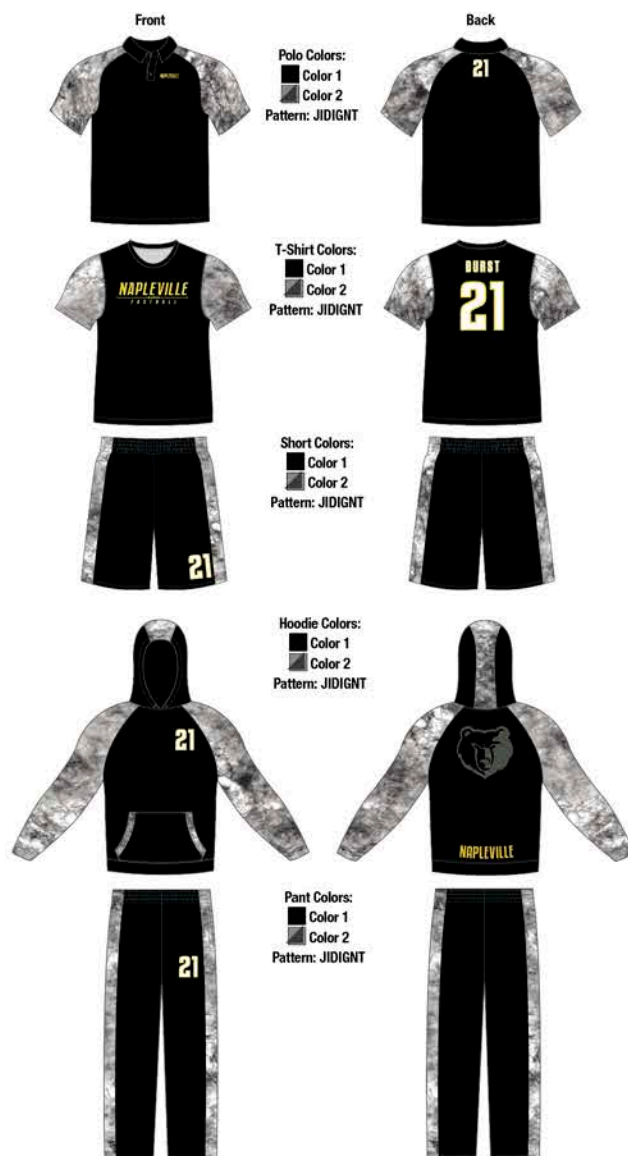 Front
Back
Polo Colors:
Color 1
Color 2
Pattern: JIDIGNT
NAPLEVILLE
21
T-Shirt Colors:
Color 1
Color 2
Pattern: JIDIGNT
NAPLEVILLE
FOOTBALL
BURST
21
Short Colors:
Color 1
Color 2
Pattern: JIDIGNT
21
Hoodie Colors:
Color 1
Color 2
Pattern: JIDIGNT
21
NAPLEVILLE
Pant Colors:
Color 1
Color 2
Pattern: JIDIGNT
21